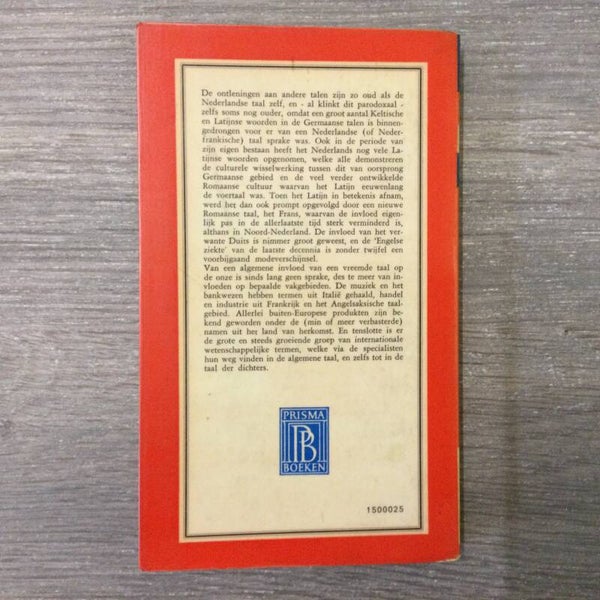 De ontleningen aan andere talen zijn zo oud als de
Nederlandse taal zelf, en - al klinkt dit parodoxaal -
zelfs soms nog ouder, omdat een groot aantal Keltische
en Latijnse woorden in de Germaanse talen is binnen-
gedrongen voor er van een Nederlandse (of Neder-
frankische) taal sprake was. Ook in de periode van
zijn eigen bestaan heeft het Nederlands nog vele La-
tijnse woorden opgenomen, welke alle demonstreren
de culturele wisselwerking tussen dit van oorsprong
Germaanse gebied en de veel verder ontwikkelde
Romaanse cultuur waarvan het Latijn eeuwenlang
de voertaal was. Toen het Latijn in betekenis afnam,
werd het dan ook prompt opgevolgd door een nieuwe
Romaanse taal, het Frans, waarvan de invloed eigen-
lijk pas in de allerlaatste tijd sterk verminderd is,
althans in Noord-Nederland. De invloed van het ver-
wante Duits is nimmer groot geweest, en de 'Engelse
ziekte' van de laatste decennia is zonder twijfel een
voorbijgaand modeverschijnsel.
Van een algemene invloed van een vreemde taal op
de onze is sinds lang geen sprake, des te meer van in-
vloeden op bepaalde vakgebieden. De muziek en het
bankwezen hebben termen uit Italië gehaald, handel
en industrie uit Frankrijk en het Angelsaksische taal-
gebied. Allerlei buiten-Europese produkten zijn be-
kend geworden onder de (min of meer verbasterde)
namen uit het land van herkomst. En tenslotte is er
de grote en steeds groeiende groep van internationale
wetenschappelijke termen, welke via de specialisten
hun weg vinden in de algemene taal, en zelfs tot in de
taal der dichters.
PRISMA
PB
BOEKEN
1500025